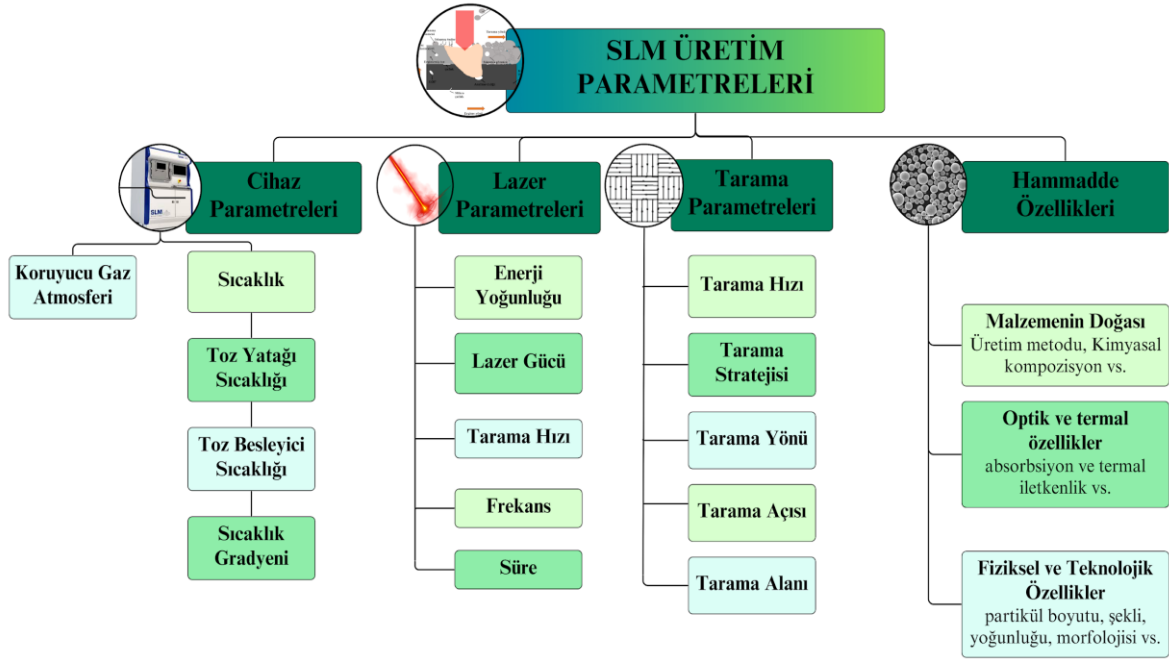 SLM ÜRETİM
PARAMETRELERİ
Cihaz
Parametreleri
SLM
Koruyucu Gaz
Atmosferi
Sıcaklık
Toz Yatağı
Sıcaklığı
Toz Besleyici
Sıcaklığı
Sıcaklık
Gradyeni
Lazer
Parametreleri
Enerji
Yoğunluğu
Lazer Gücü
Tarama Hızı
Frekans
Süre
Tarama
Parametreleri
Tarama Hızı
Tarama
Stratejisi
Tarama Yönü
Tarama Açısı
Tarama Alanı
Hammadde
Özellikleri
Malzemenin Doğası
Üretim metodu, Kimyasal
kompozisyon vs.
Optik ve termal
özellikler
absorbsiyon ve termal
iletkenlik vs.
Fiziksel ve Teknolojik
Özellikler
partikül boyutu, şekli,
yoğunluğu, morfolojisi vs.